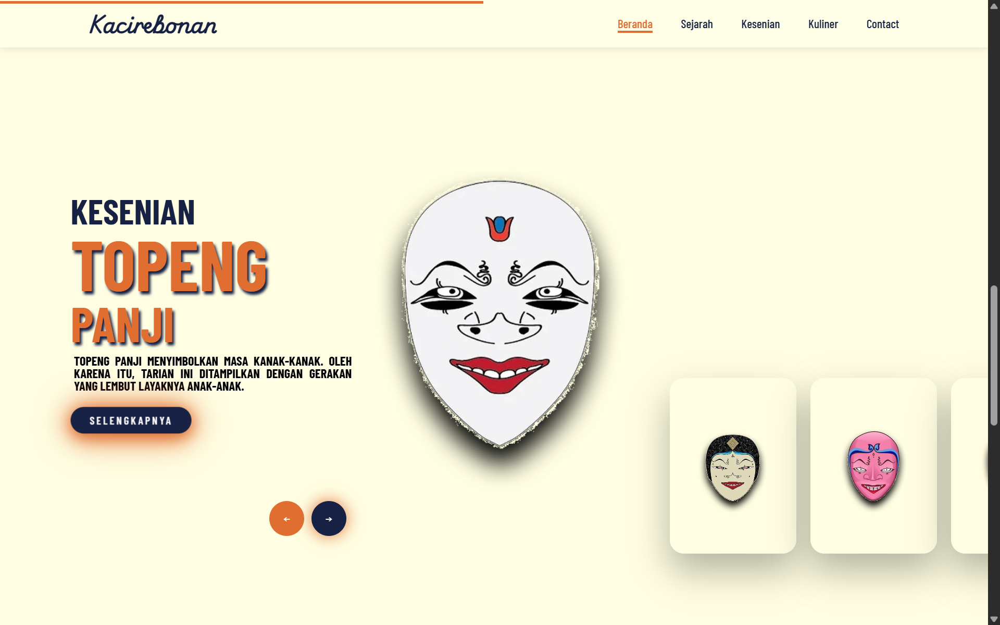 Kacirebonan
Beranda
Sejarah
Kesenian
Kuliner
Contact
KESENIAN
TOPENG
PANJI
TOPENG PANJI MENYIMBOLKAN MASA KANAK-KANAK. OLEH
KARENA ITU, TARIAN INI DITAMPILKAN DENGAN GERAKAN
YANG LEMBUT LAYAKNYA ANAK-ANAK.
SELENGKAPNYA